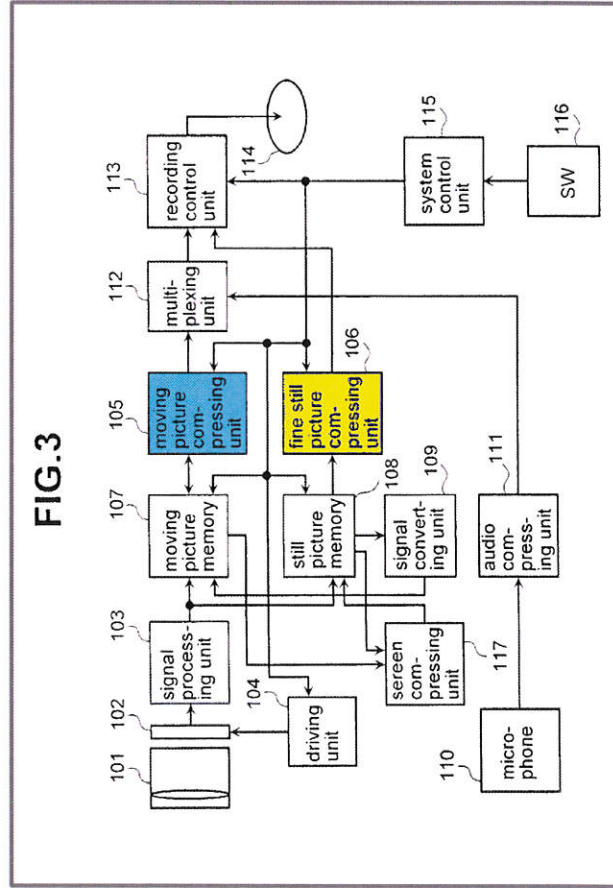 FIG.3
101
102
103
signal
process-
ing unit
104
driving
unit
107
moving
picture
memory
105
moving
picture
com-
pressing
unit
112
multi-
plexing
unit
113
recording
control
unit
114
still
picture
memory
108
fine still
picture
com-
pressing
unit
106
signal
convert-
ing unit
109
sereen
com-
pressing
unit
117
110
micro-
phone
audio
com-
press-
ing unit
111
system
control
unit
115
SW
116